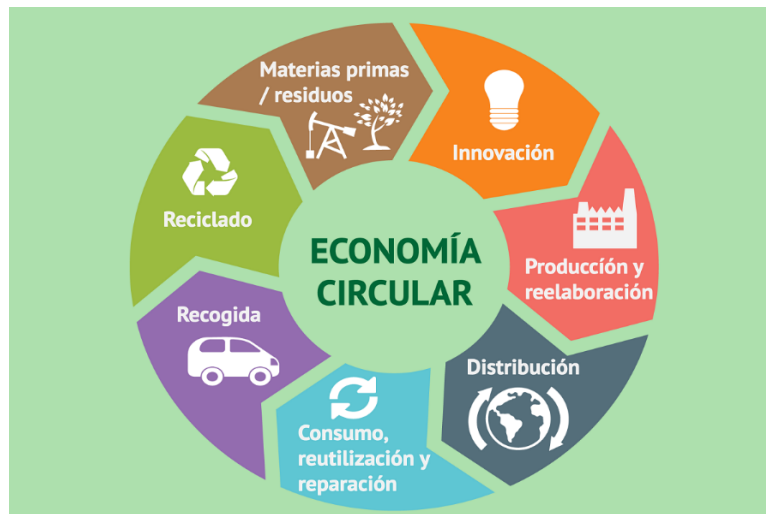 Materias primas
/ residuos
Innovación
Producción y
reelaboración
Distribución
Consumo,
reutilización y
reparación
Recogida
Reciclado
ECONOMÍA
CIRCULAR